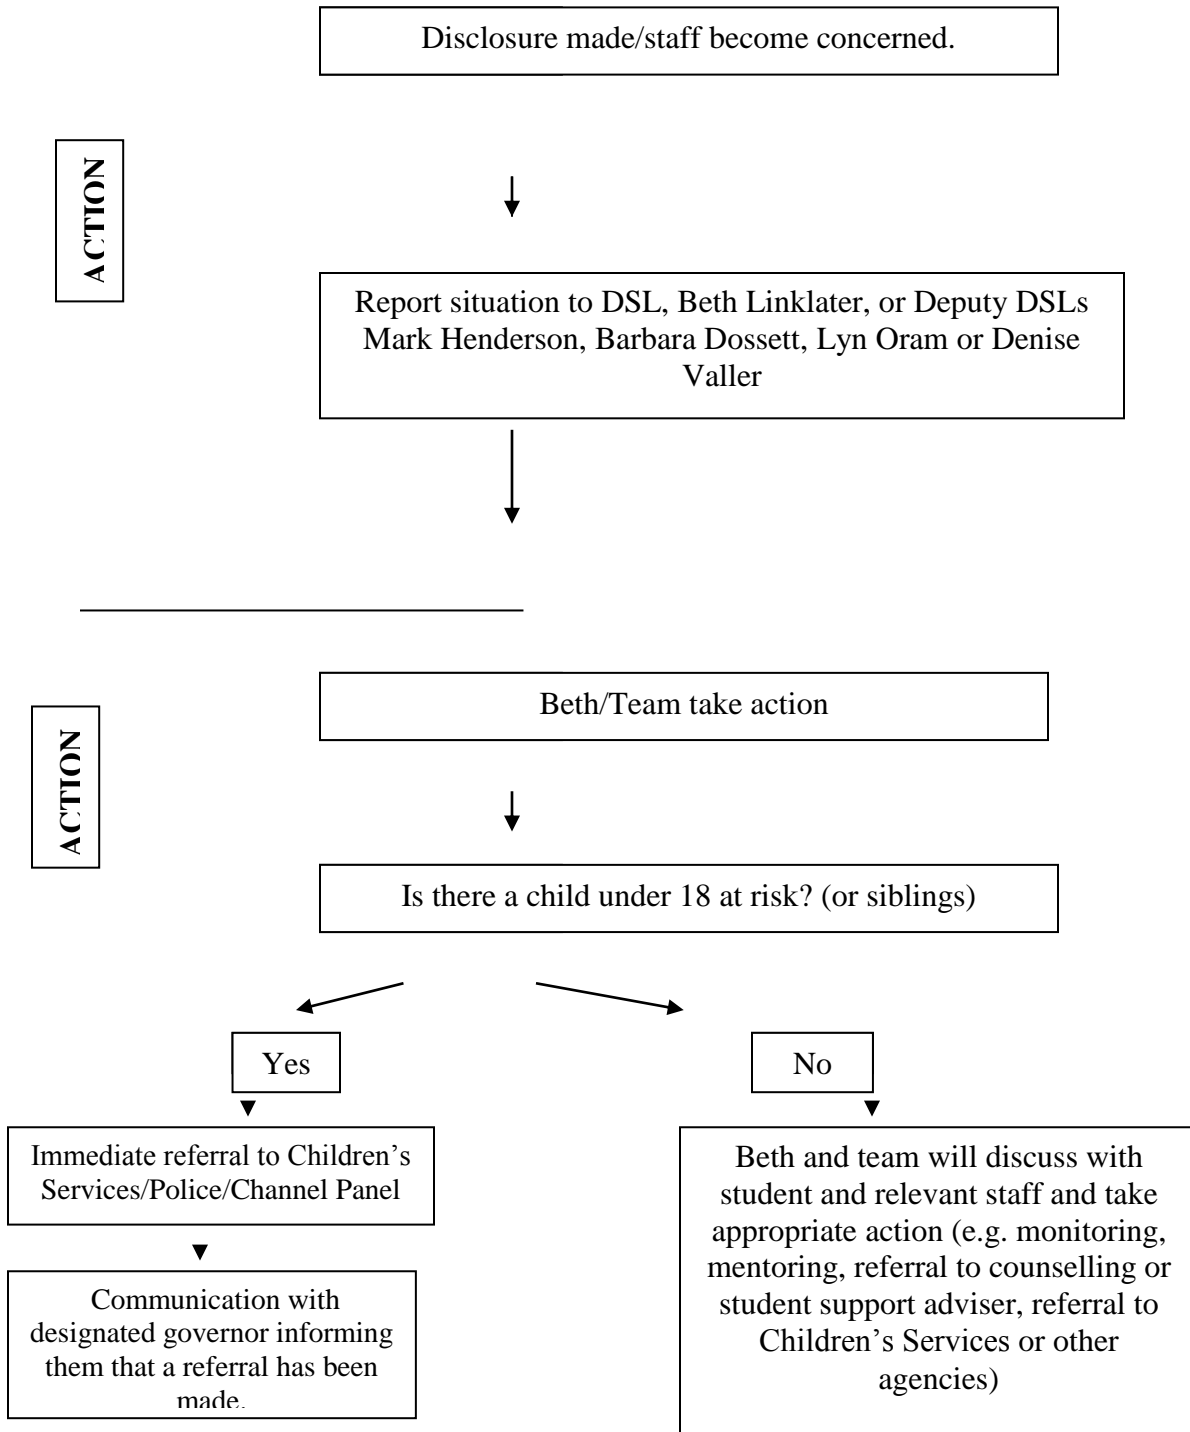 Disclosure made/staff become concerned.
ACTION
Report situation to DSL, Beth Linklater, or Deputy DSLs
Mark Henderson, Barbara Dossett, Lyn Oram or Denise
Valler
Beth/Team take action
ACTION
Is there a child under 18 at risk? (or siblings)
Yes
No
Immediate referral to Children’s
Services/Police/Channel Panel
Communication with
designated governor informing
them that a referral has been
made.
Beth and team will discuss with
student and relevant staff and take
appropriate action (e.g. monitoring,
mentoring, referral to counselling or
student support adviser, referral to
Children’s Services or other
agencies)